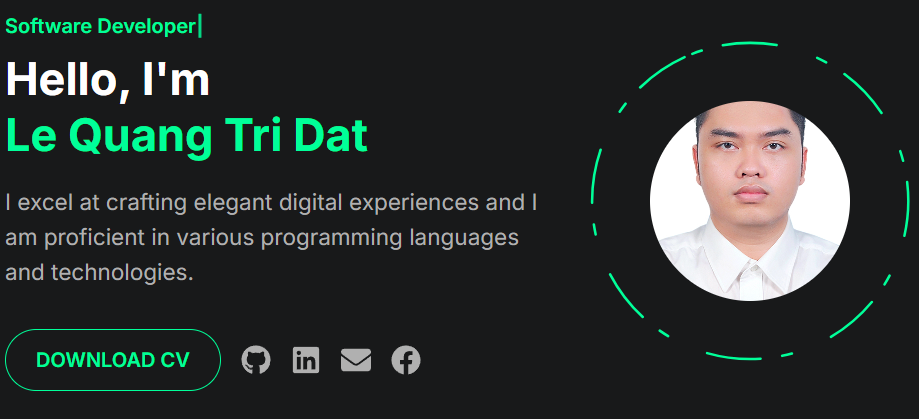 Software Developer|
Hello, I'm
Le Quang Tri Dat
I excel at crafting elegant digital experiences and I
am proficient in various programming languages
and technologies.
DOWNLOAD CV